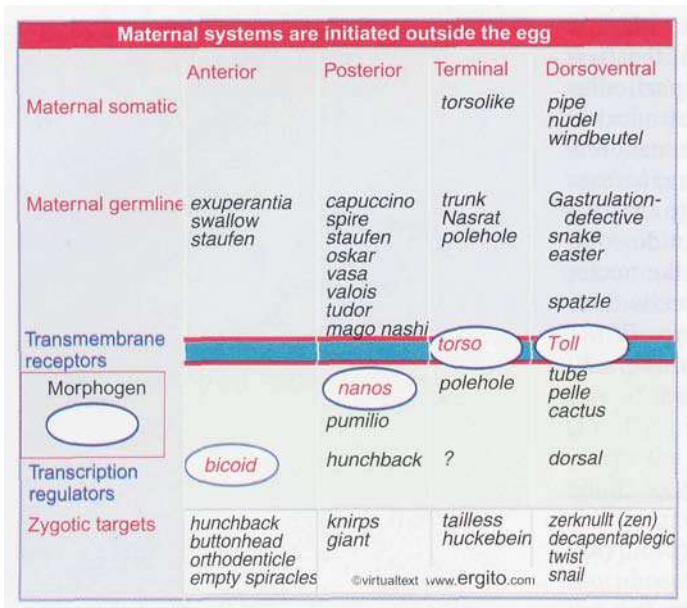 Maternal systems are initiated outside the egg
Anterior Posterior Terminal Dorsoventral
Maternal somatic torsolike pipe
nudel
windbeutel
Maternal germline exuperantia capuccino trunk Gastrulation-
swallow spire Nasrat defective
staufen staufen polehole snake
oskar easter
vasa
valois spatzle
tudor
mago nashi
Transmembrane torso Toll
receptors
Morphogen nanos polehole tube
pelle
pumilio cactus
bicoid hunchback ? dorsal
Transcription
regulators
Zygotic targets hunchback knirps tailless zerknullt (zen)
buttonhead giant huckebein decapentaplegic
orthodenticle twist
empty spiracles ©virtualtext www.ergito.com snail